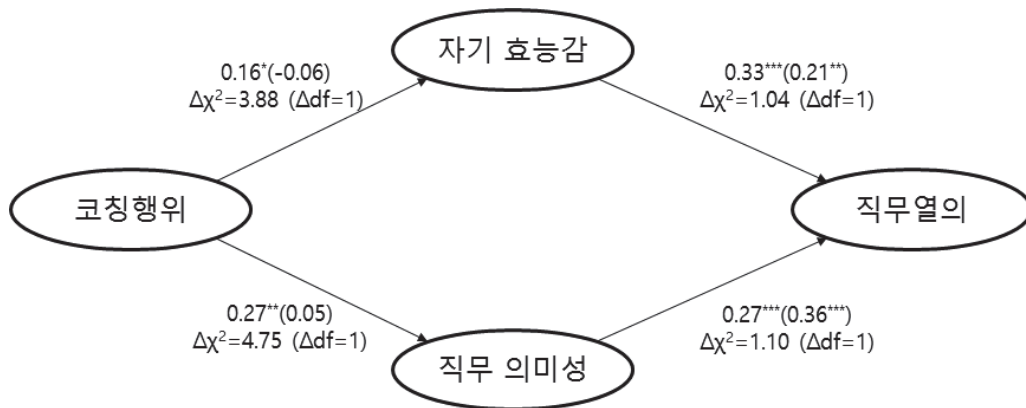 자기 효능감
0.16*(-0.06)
Δχ²=3.88 (Δdf=1)
0.33***(0.21**)
Δχ²=1.04 (Δdf=1)
코칭행위
직무열의
0.27**(0.05)
Δχ²=4.75 (Δdf=1)
0.27***(0.36***)
Δχ²=1.10 (Δdf=1)
직무 의미성